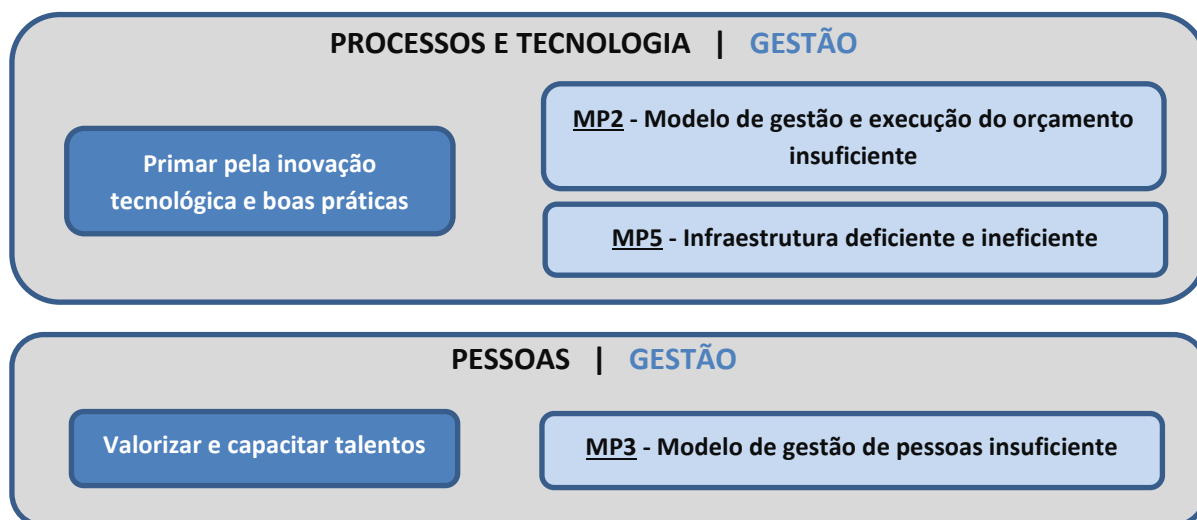 PROCESSOS E TECNOLOGIA | GESTÃO
Primar pela inovação
tecnológica e boas práticas
MP2 - Modelo de gestão e execução do orçamento
insuficiente
MP5 - Infraestrutura deficiente e ineficiente
PESSOAS | GESTÃO
Valorizar e capacitar talentos
MP3 - Modelo de gestão de pessoas insuficiente